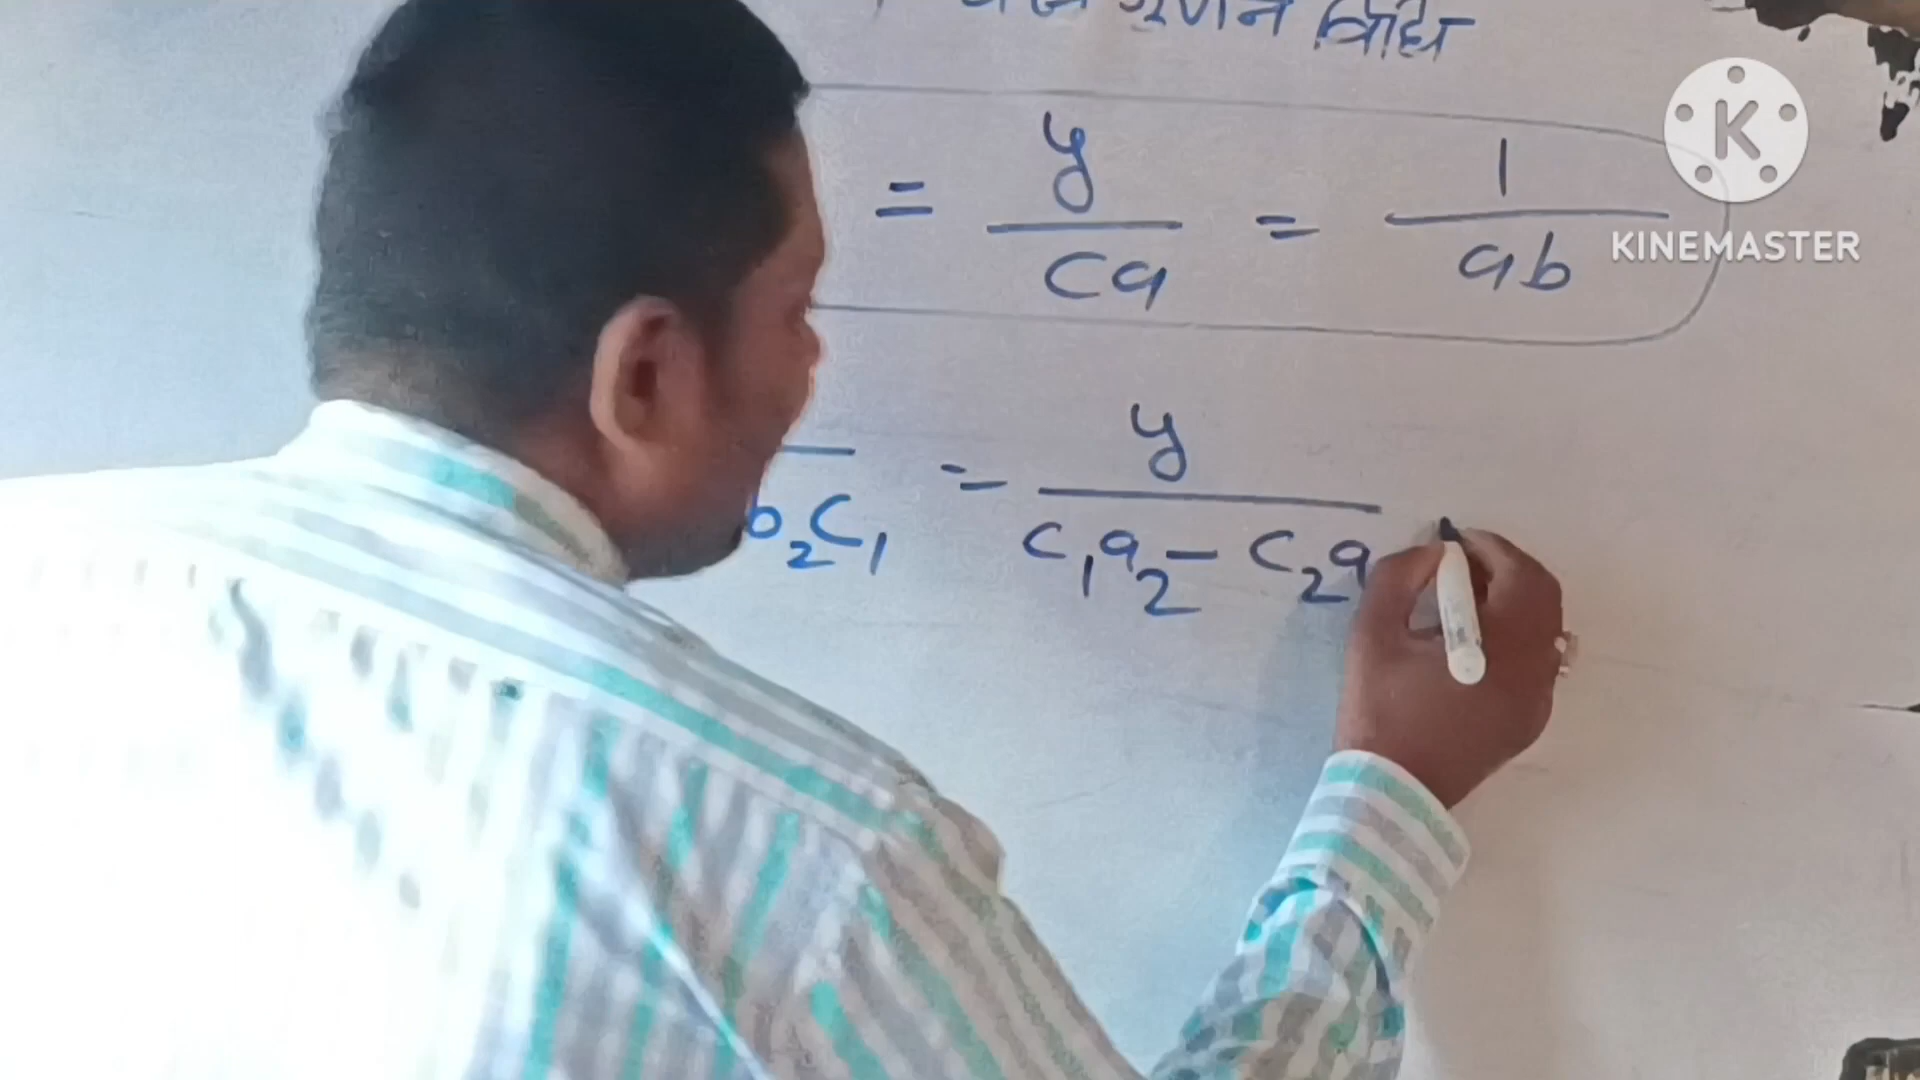 गुणन विधि
= y/ca = 1/ab
b₂c₁ = y/c₁a₂ - c₂a
K
KINEMASTER